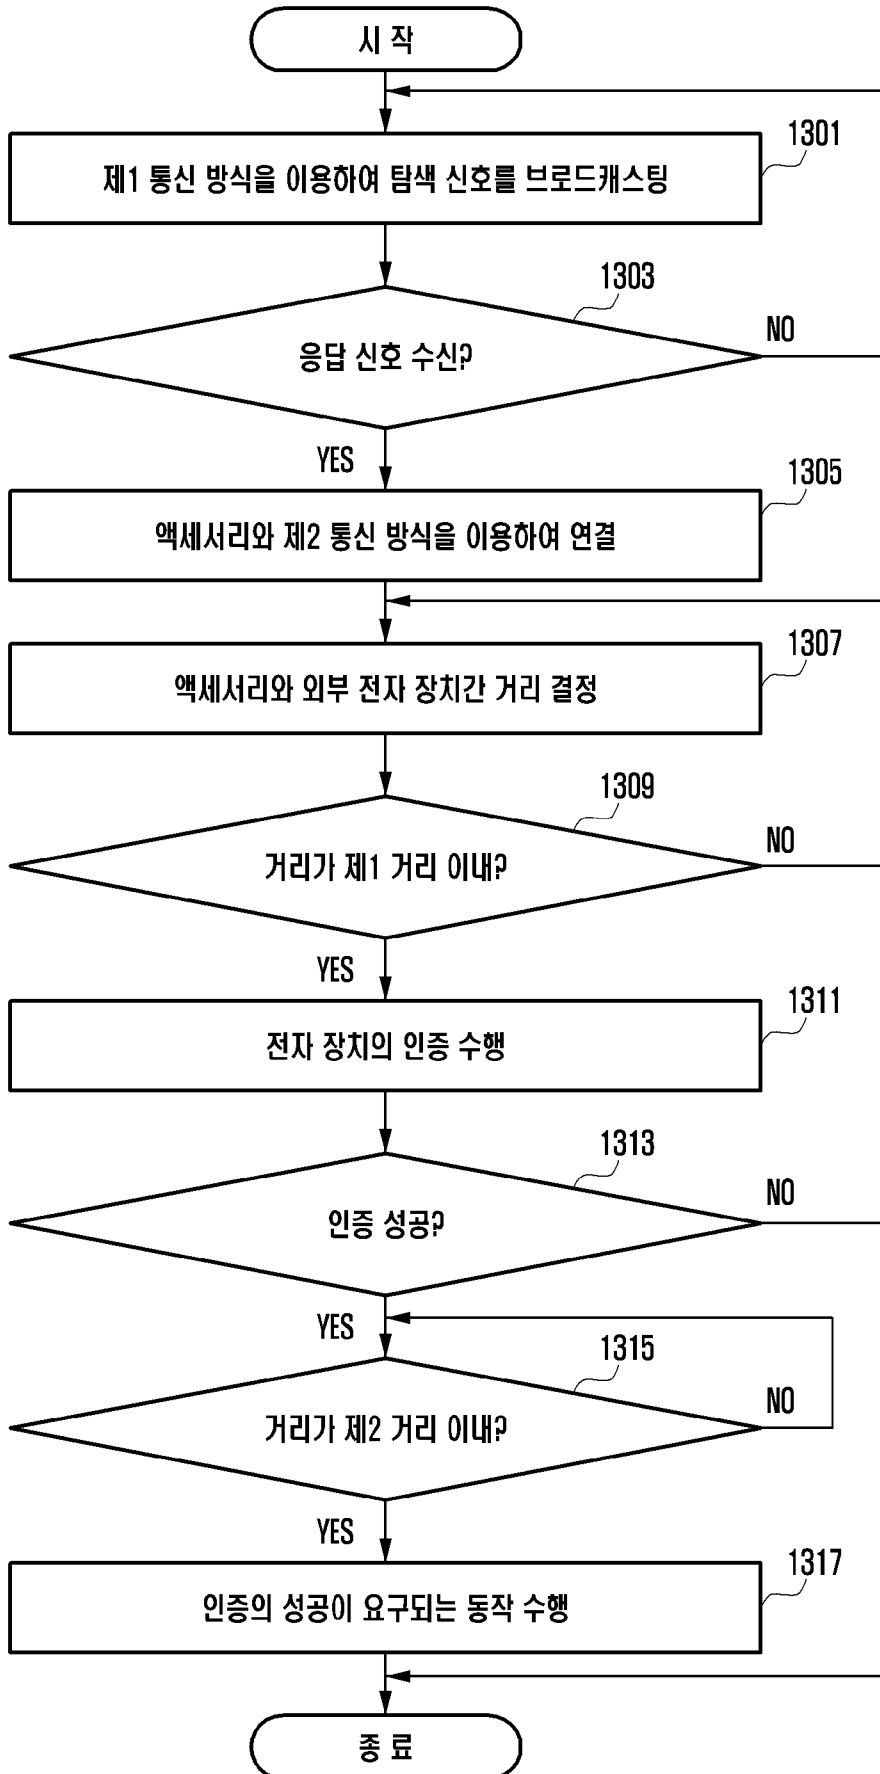 시 작
1301
제1 통신 방식을 이용하여 탐색 신호를 브로드캐스팅
1303
응답 신호 수신?
NO
YES
1305
액세서리와 제2 통신 방식을 이용하여 연결
1307
액세서리와 외부 전자 장치간 거리 결정
1309
거리가 제1 거리 이내?
NO
YES
1311
전자 장치의 인증 수행
1313
인증 성공?
NO
YES
1315
거리가 제2 거리 이내?
NO
YES
1317
인증의 성공이 요구되는 동작 수행
종 료